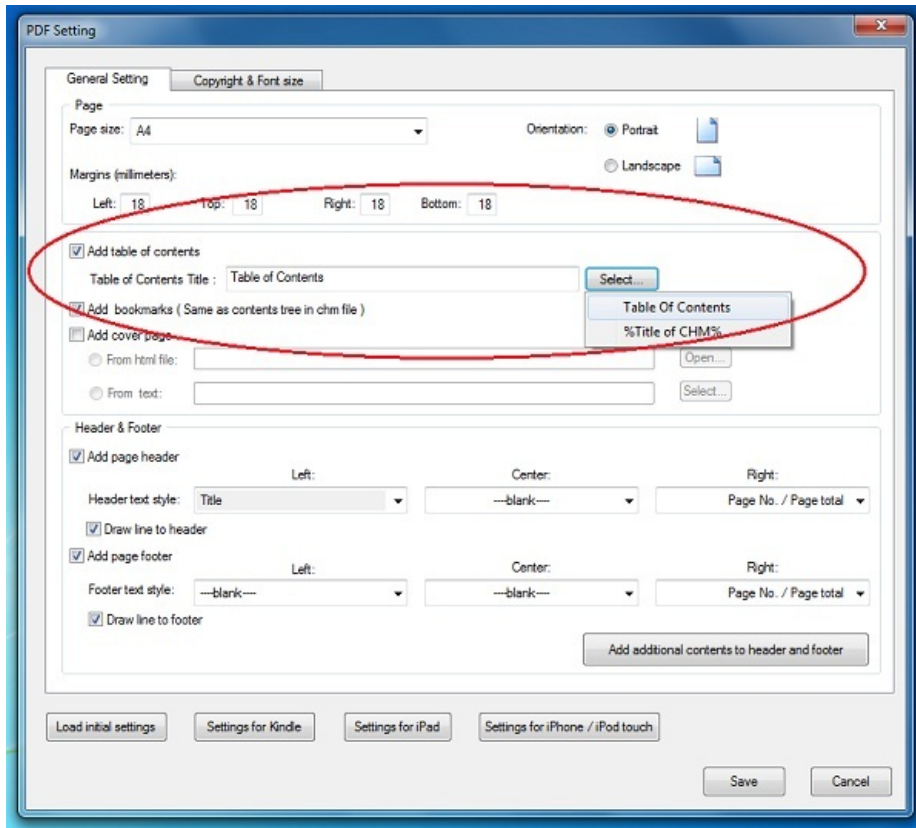 PDF Setting
General Setting Copyright & Font size
Page
Page size: A4 Orientation: Portrait
Landscape
Margins (millimeters):
Left: 18 Top: 18 Right: 18 Bottom: 18
Add table of contents
Table of Contents Title : Table of Contents Select...
Add bookmarks ( Same as contents tree in chm file ) Table Of Contents
Add cover page %Title of CHM%
From html file: Open...
From text: Select...
Header & Footer
Add page header
Left: Center: Right:
Header text style: Title ---blank--- ---blank--- Page No. / Page total
Draw line to header
Add page footer
Left: Center: Right:
Footer text style: ---blank--- ---blank--- Page No. / Page total
Draw line to footer
Add additional contents to header and footer
Load initial settings Settings for Kindle Settings for iPad Settings for iPhone / iPod touch
Save Cancel